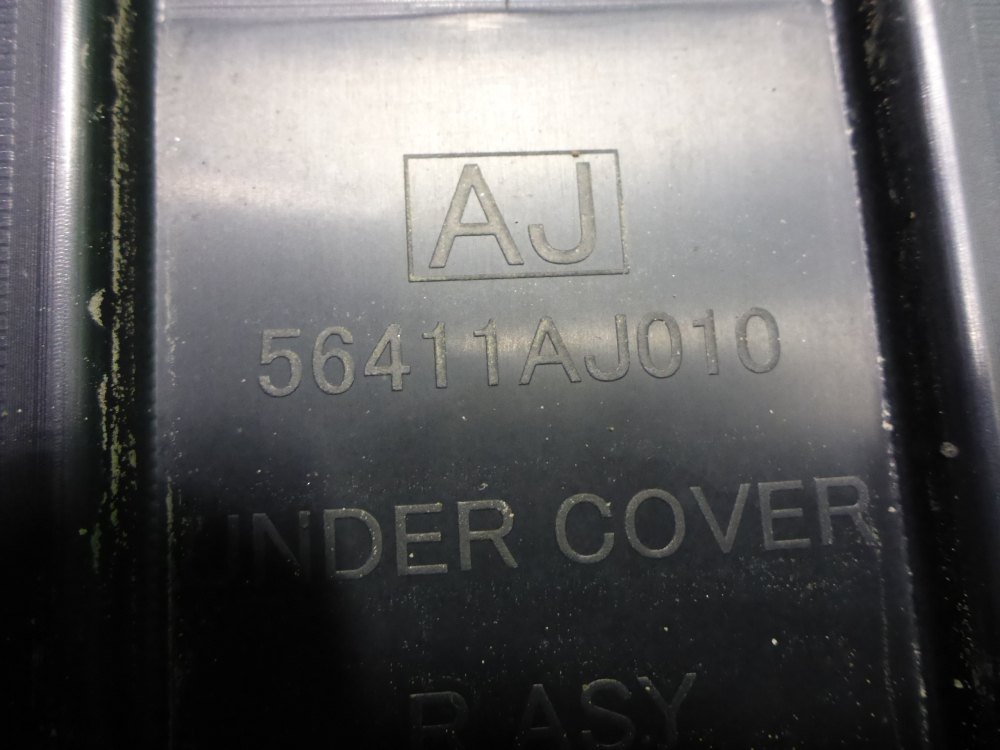 AJ
56411AJ010
UNDER COVER
R ASY